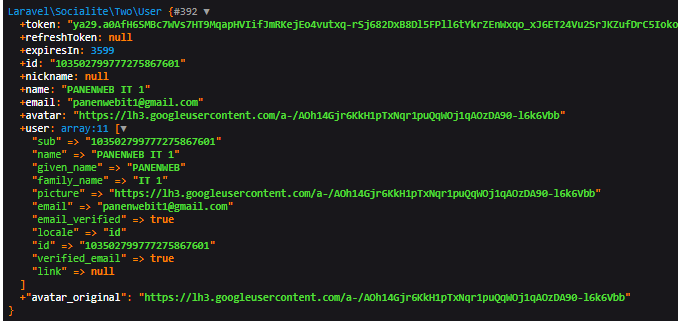 Laravel\Socialite\Two\User {#392 ▼
+token: "ya29.a0AfH6SMBc7WVs7HT9MqapHVIifJmRKejEo4vutxq-rSj682DxB8Dl5FPll6tYkrZEnWxqo_xJ6ET24Vu2SrJKZufDrC5Ioko
+refreshToken: null
+expiresIn: 3599
+id: "103502799777275867601"
+nickname: null
+name: "PANENWEB IT 1"
+email: "panenwebit1@gmail.com"
+avatar: "https://lh3.googleusercontent.com/a-/AOh14Gjr6KkH1pTxNqr1puQqWOj1qAOzDA90-l6k6Vbb"
+user: array:11 [▼
"sub" => "103502799777275867601"
"name" => "PANENWEB IT 1"
"given_name" => "PANENWEB"
"family_name" => "IT 1"
"picture" => "https://lh3.googleusercontent.com/a-/AOh14Gjr6KkH1pTxNqr1puQqWOj1qAOzDA90-l6k6Vbb"
"email" => "panenwebit1@gmail.com"
"email_verified" => true
"locale" => "id"
"id" => "103502799777275867601"
"verified_email" => true
"link" => null
]
+"avatar_original": "https://lh3.googleusercontent.com/a-/AOh14Gjr6KkH1pTxNqr1puQqWOj1qAOzDA90-l6k6Vbb"
}